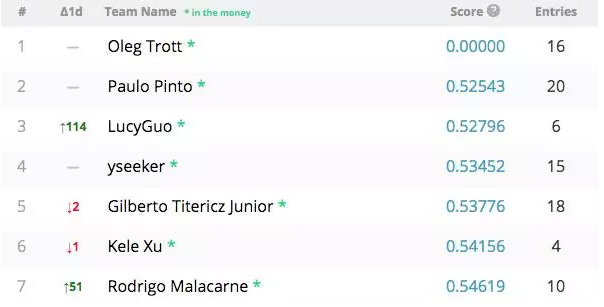 # Δ1d Team Name * in the money Score ? Entries
1 — Oleg Trott * 0.00000 16
2 — Paulo Pinto * 0.52543 20
3 ↑114 LucyGuo * 0.52796 6
4 — yseeker * 0.53452 15
5 ↓2 Gilberto Titericz Junior * 0.53776 18
6 ↓1 Kele Xu * 0.54156 4
7 ↑51 Rodrigo Malacarne * 0.54619 10